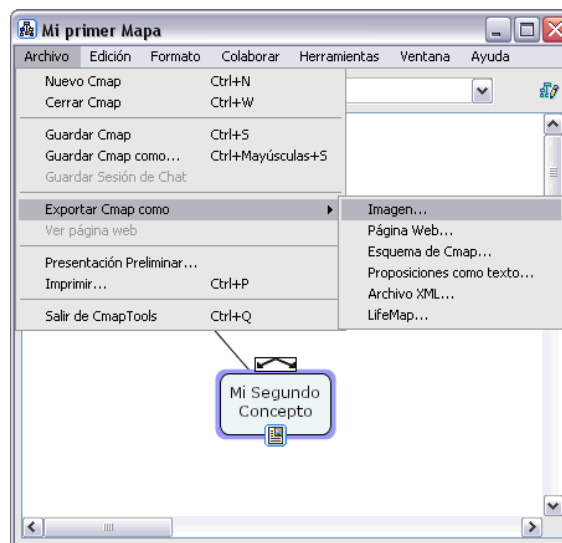 Mi primer Mapa
Archivo Edición Formato Colaborar Herramientas Ventana Ayuda
Nuevo Cmap Ctrl+N
Cerrar Cmap Ctrl+W
Guardar Cmap Ctrl+S
Guardar Cmap como... Ctrl+Mayúsculas+S
Guardar Sesión de Chat
Exportar Cmap como
Ver página web
Presentación Preliminar...
Imprimir... Ctrl+P
Salir de CmapTools Ctrl+Q
Imagen...
Página Web...
Esquema de Cmap...
Proposiciones como texto...
Archivo XML...
LifeMap...
Mi Segundo
Concepto